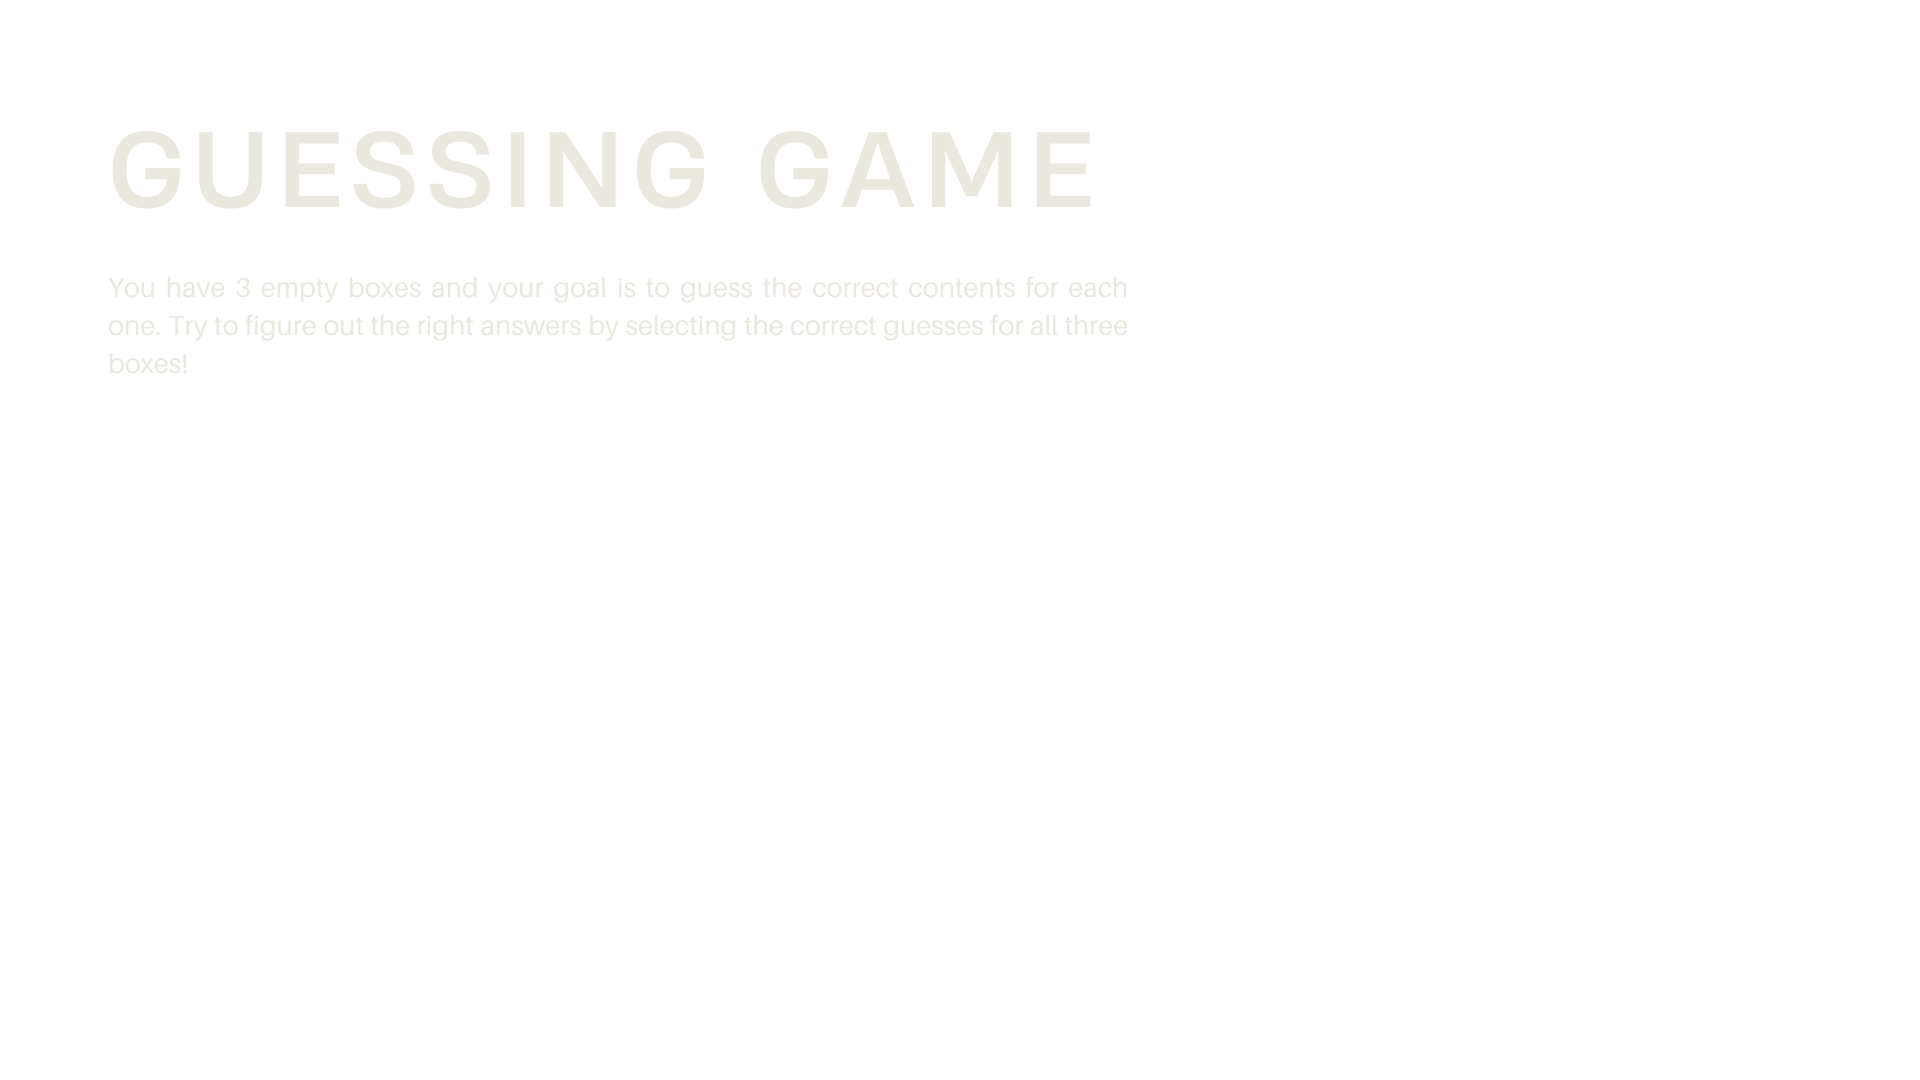 GUESSING GAME
You have 3 empty boxes and your goal is to guess the correct contents for each
one. Try to figure out the right answers by selecting the correct guesses for all three
boxes!